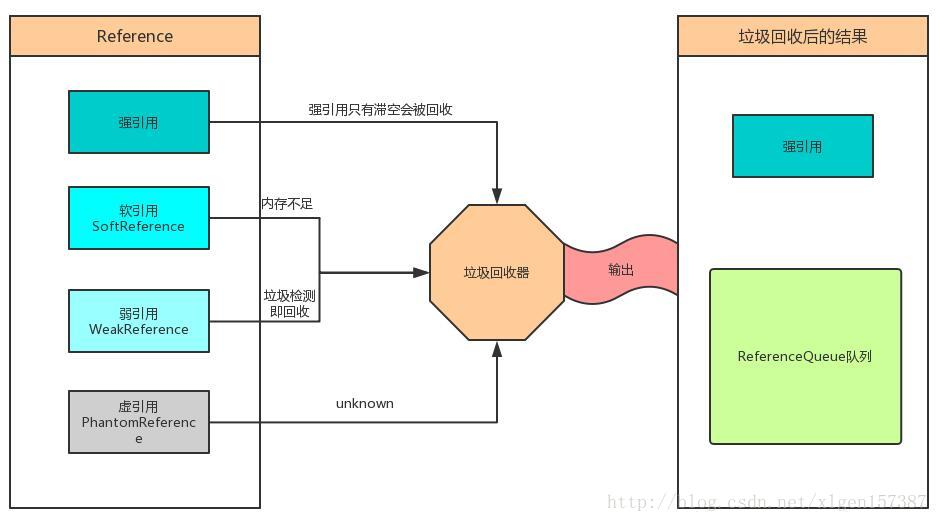 Reference
强引用
软引用
SoftReference
弱引用
WeakReference
虚引用
PhantomReferenc
e
强引用只有滞空会被回收
内存不足
垃圾检测
即回收
unknown
垃圾回收器
输出
垃圾回收后的结果
强引用
ReferenceQueue队列
http://blog.csdn.net/xlgen157387